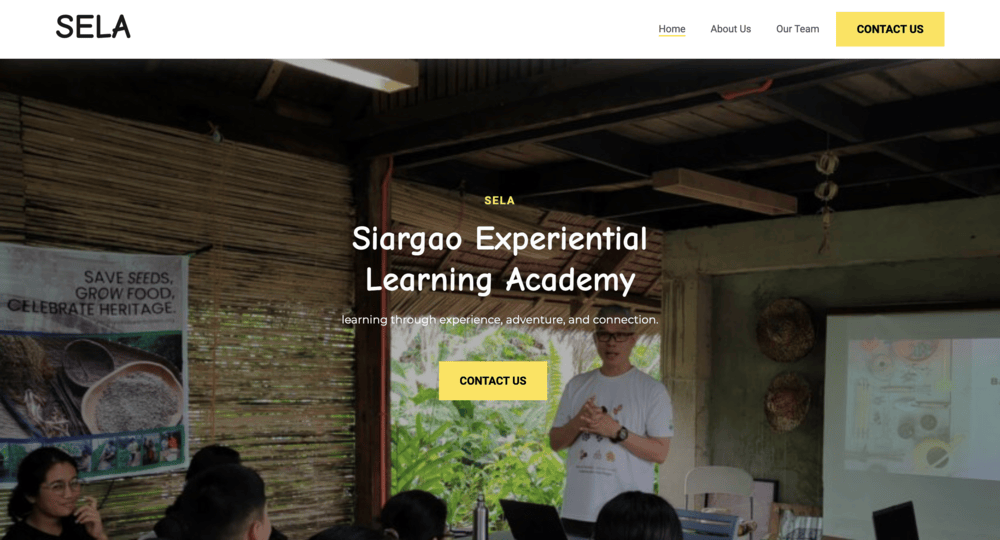 SELA
Home
About Us
Our Team
CONTACT US
SELA
Siargao Experiential
Learning Academy
learning through experience, adventure, and connection.
CONTACT US
SAVE SEEDS,
GROW FOOD,
CELEBRATE HERITAGE.